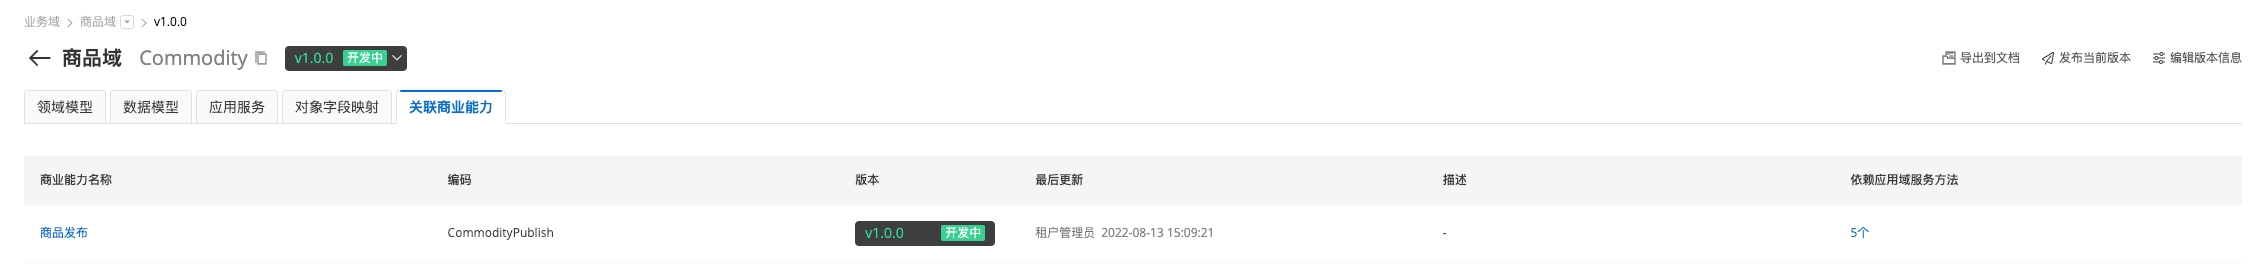 业务域 商品域 v1.0.0
商品域 Commodity v1.0.0 开发中 导出到文档 发布当前版本 编辑版本信息
领域模型 数据模型 应用服务 对象字段映射 关联商业能力
商业能力名称 编码 版本 最后更新 描述 依赖应用域服务方法
商品发布 CommodityPublish v1.0.0 开发中 租户管理员 2022-08-13 15:09:21 - 5个